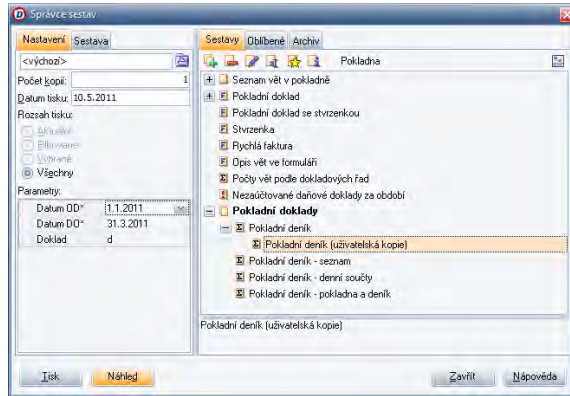 Správce sestav
Nastavení Sestava
<výchozí>
Počet kopií: 1
Datum tisku: 10.5.2011
Rozsah tisku:
Aktuální
Filtrované
Vybrané
Všechny
Parametry:
Datum OD* 1.1.2011
Datum DO* 31.3.2011
Doklad d
Sestavy Oblíbené Archiv
Pokladna
Seznam vět v pokladně
Pokladní doklad
Pokladní doklad se stvrzenkou
Stvrzenka
Rychlá faktura
Opis vět ve formuláři
Počty vět podle dokladových řad
Nezaúčtované daňové doklady za období
Pokladní doklady
Pokladní deník
Pokladní deník (uživatelská kopie)
Pokladní deník - seznam
Pokladní deník - denní součty
Pokladní deník - pokladna a deník
Pokladní deník (uživatelská kopie)
Tisk Náhled Zavřít Nápověda